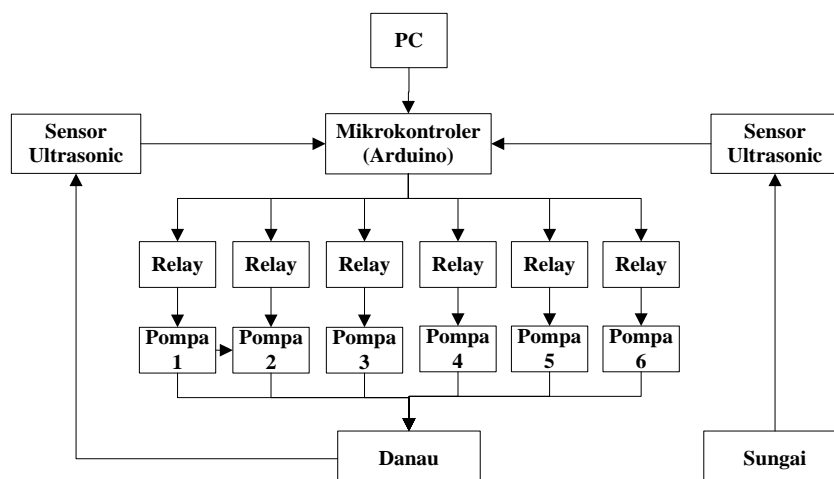 PC
Sensor
Ultrasonic
Mikrokontroler
(Arduino)
Sensor
Ultrasonic
Relay
Relay
Relay
Relay
Relay
Relay
Pompa
1
Pompa
2
Pompa
3
Pompa
4
Pompa
5
Pompa
6
Danau
Sungai